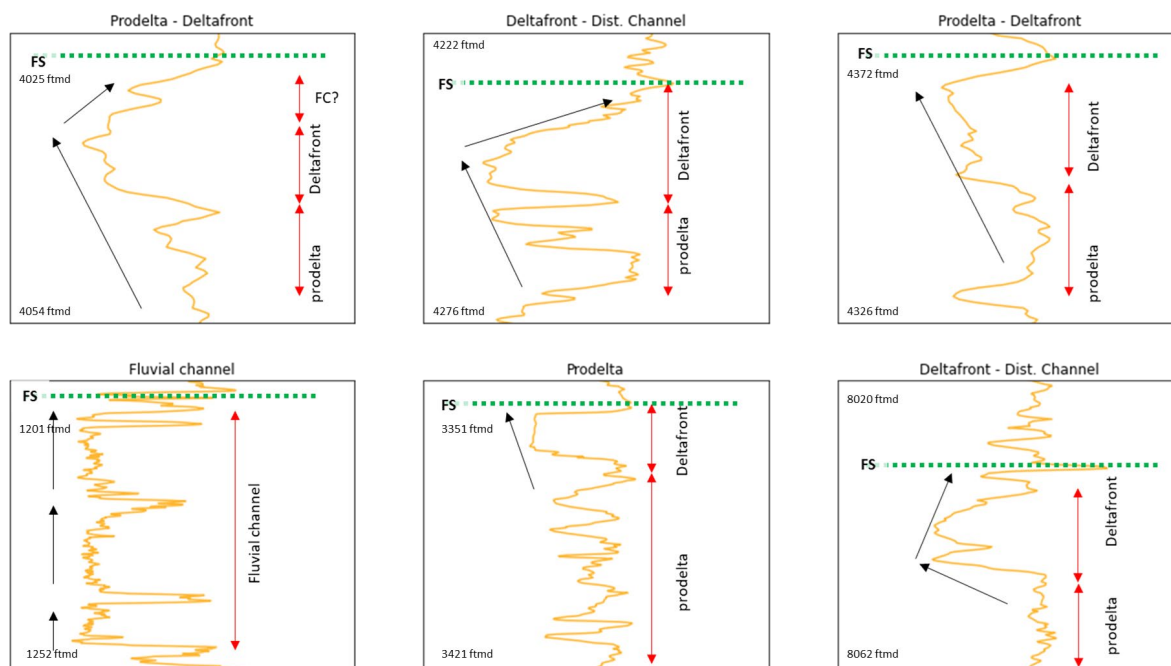 Prodelta - Deltafront
FS
4025 ftmd
FC?
Deltafront
prodelta
4054 ftmd
Deltafront - Dist. Channel
4222 ftmd
FS
Deltafront
prodelta
4276 ftmd
Prodelta - Deltafront
FS
4372 ftmd
Deltafront
prodelta
4326 ftmd
Fluvial channel
FS
1201 ftmd
Fluvial channel
1252 ftmd
Prodelta
FS
3351 ftmd
Deltafront
prodelta
3421 ftmd
Deltafront - Dist. Channel
8020 ftmd
FS
Deltafront
prodelta
8062 ftmd